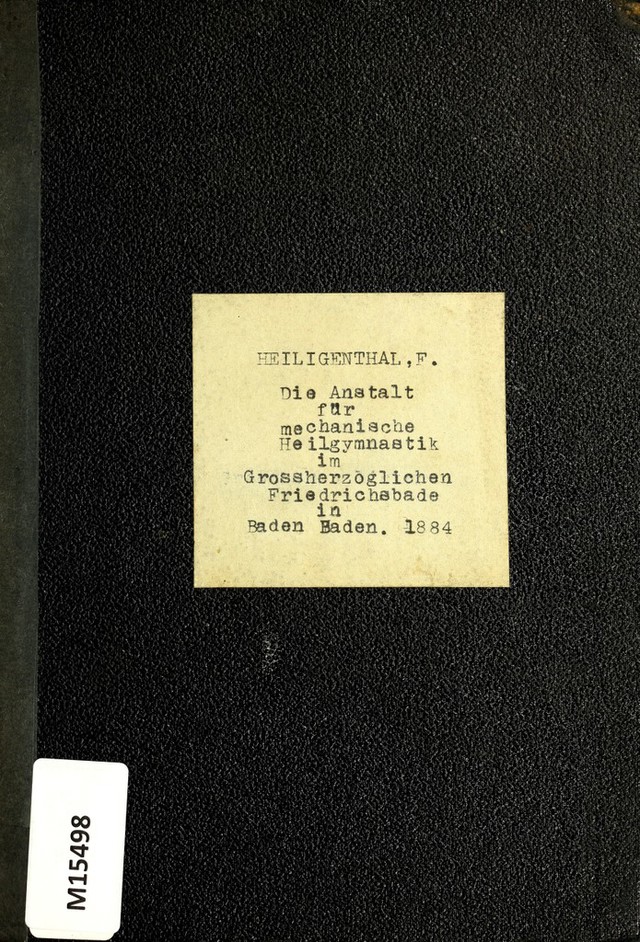 HEILIGENTHAL,F.
Die Anstalt
für
mechanische
Heilgymnastik
im
Grossherzöglichen
Friedrichsbade
in
Baden Baden. 1884
M15498